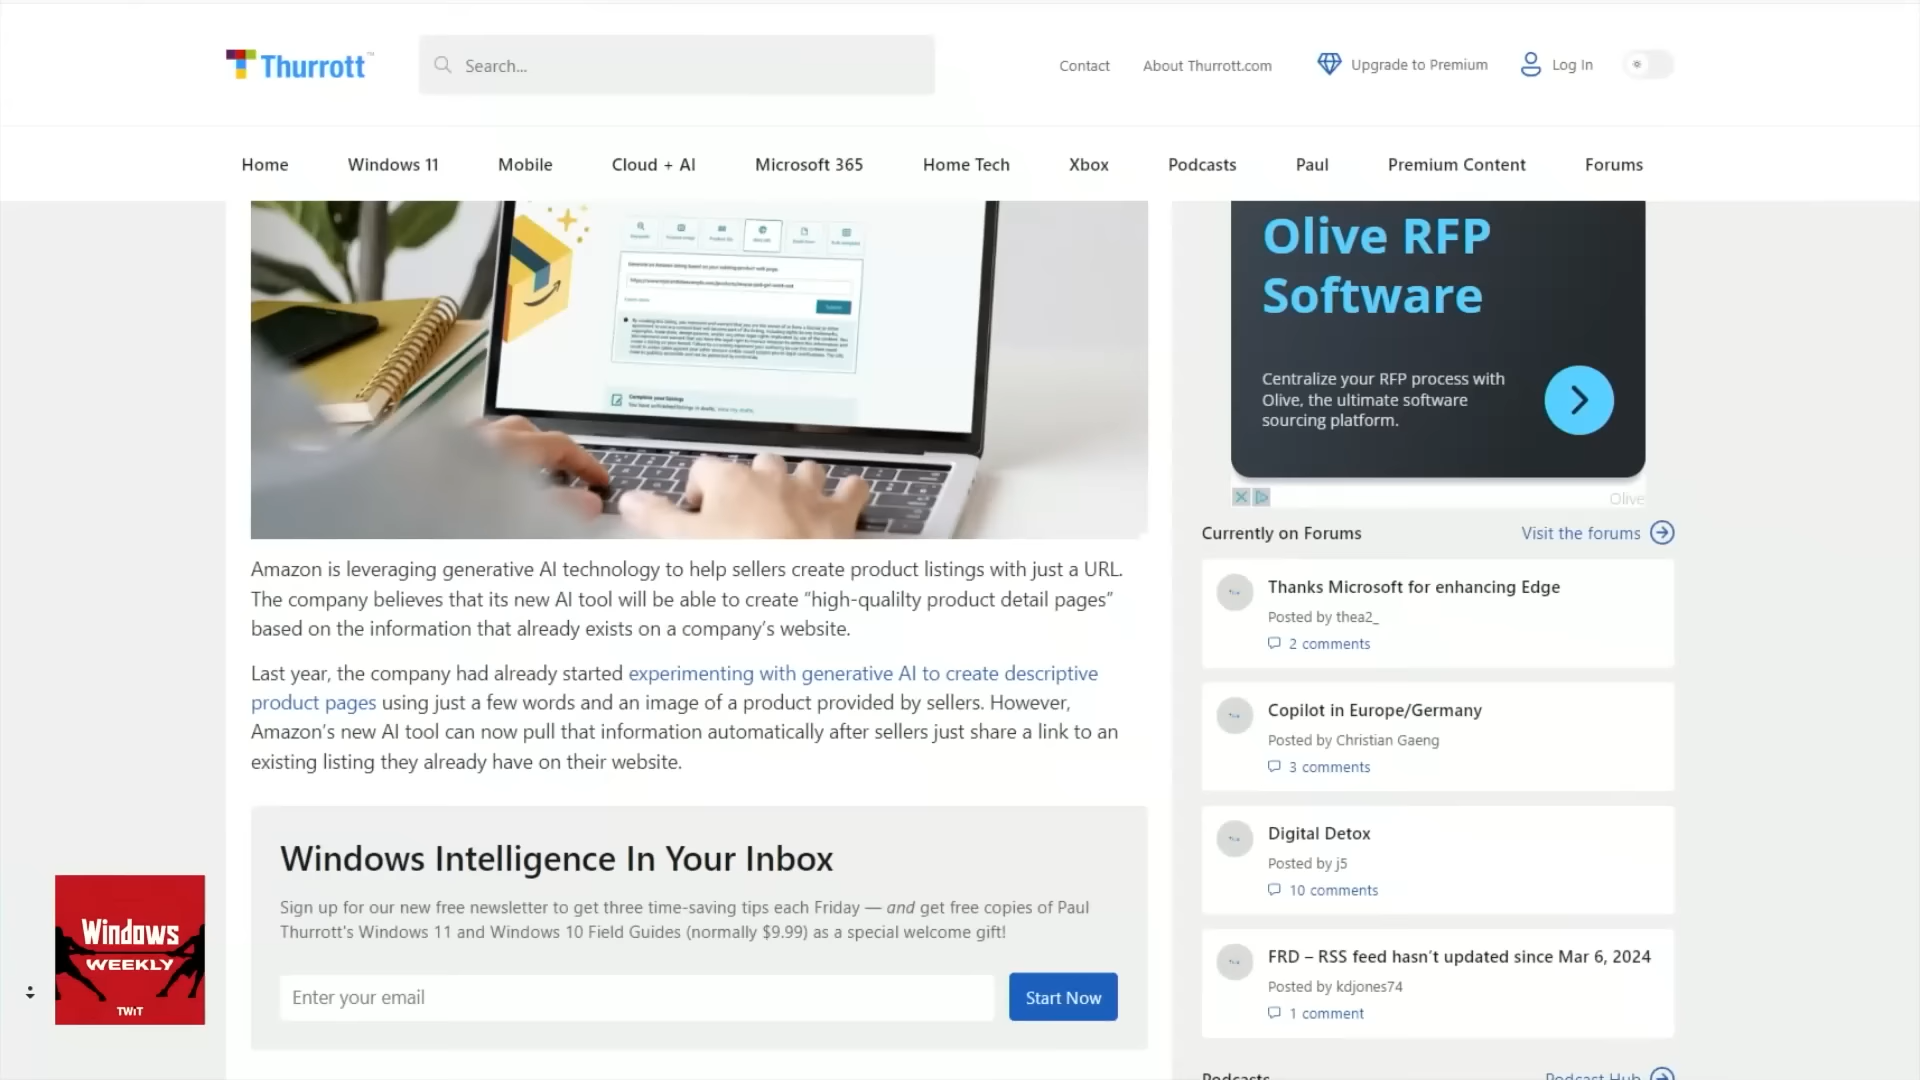 Thurrott™
Search...
Contact
About Thurrott.com
Upgrade to Premium
Log In
Home
Windows 11
Mobile
Cloud + AI
Microsoft 365
Home Tech
Xbox
Podcasts
Paul
Premium Content
Forums
Complete your listings
Amazon is leveraging generative AI technology to help sellers create product listings with just a URL.
The company believes that its new AI tool will be able to create “high-qualilty product detail pages”
based on the information that already exists on a company’s website.
Last year, the company had already started experimenting with generative AI to create descriptive
product pages using just a few words and an image of a product provided by sellers. However,
Amazon’s new AI tool can now pull that information automatically after sellers just share a link to an
existing listing they already have on their website.
Windows Intelligence In Your Inbox
Sign up for our new free newsletter to get three time-saving tips each Friday — and get free copies of Paul
Thurrott's Windows 11 and Windows 10 Field Guides (normally $9.99) as a special welcome gift!
Enter your email
Start Now
Windows
WEEKLY
TWiT
Olive RFP
Software
Centralize your RFP process with
Olive, the ultimate software
sourcing platform.
Olive
Currently on Forums
Visit the forums
Thanks Microsoft for enhancing Edge
Posted by thea2_
2 comments
Copilot in Europe/Germany
Posted by Christian Gaeng
3 comments
Digital Detox
Posted by j5
10 comments
FRD – RSS feed hasn’t updated since Mar 6, 2024
Posted by kdjones74
1 comment
Podcasts
Podcast Hub